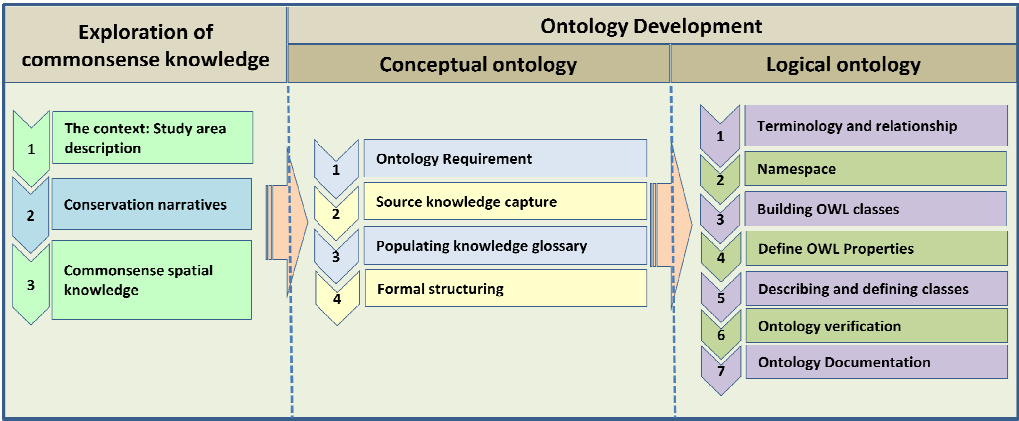 Exploration of
commonsense knowledge
Ontology Development
Conceptual ontology
Logical ontology
1
The context: Study area
description
2
Conservation narratives
3
Commonsense spatial
knowledge
1
Ontology Requirement
2
Source knowledge capture
3
Populating knowledge glossary
4
Formal structuring
1
Terminology and relationship
2
Namespace
3
Building OWL classes
4
Define OWL Properties
5
Describing and defining classes
6
Ontology verification
7
Ontology Documentation